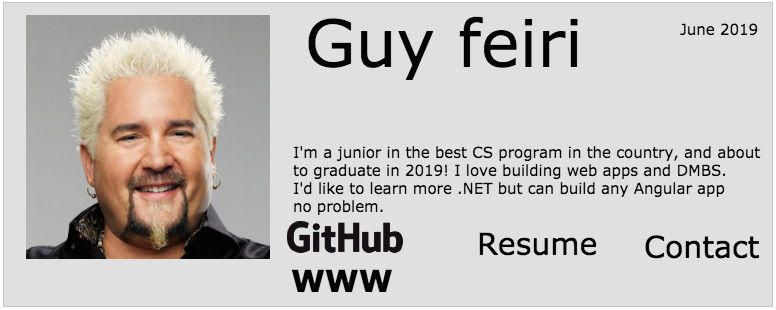 Guy feiri
June 2019
I'm a junior in the best CS program in the country, and about
to graduate in 2019! I love building web apps and DMBS.
I'd like to learn more .NET but can build any Angular app
no problem.
GitHub
Resume
Contact
www